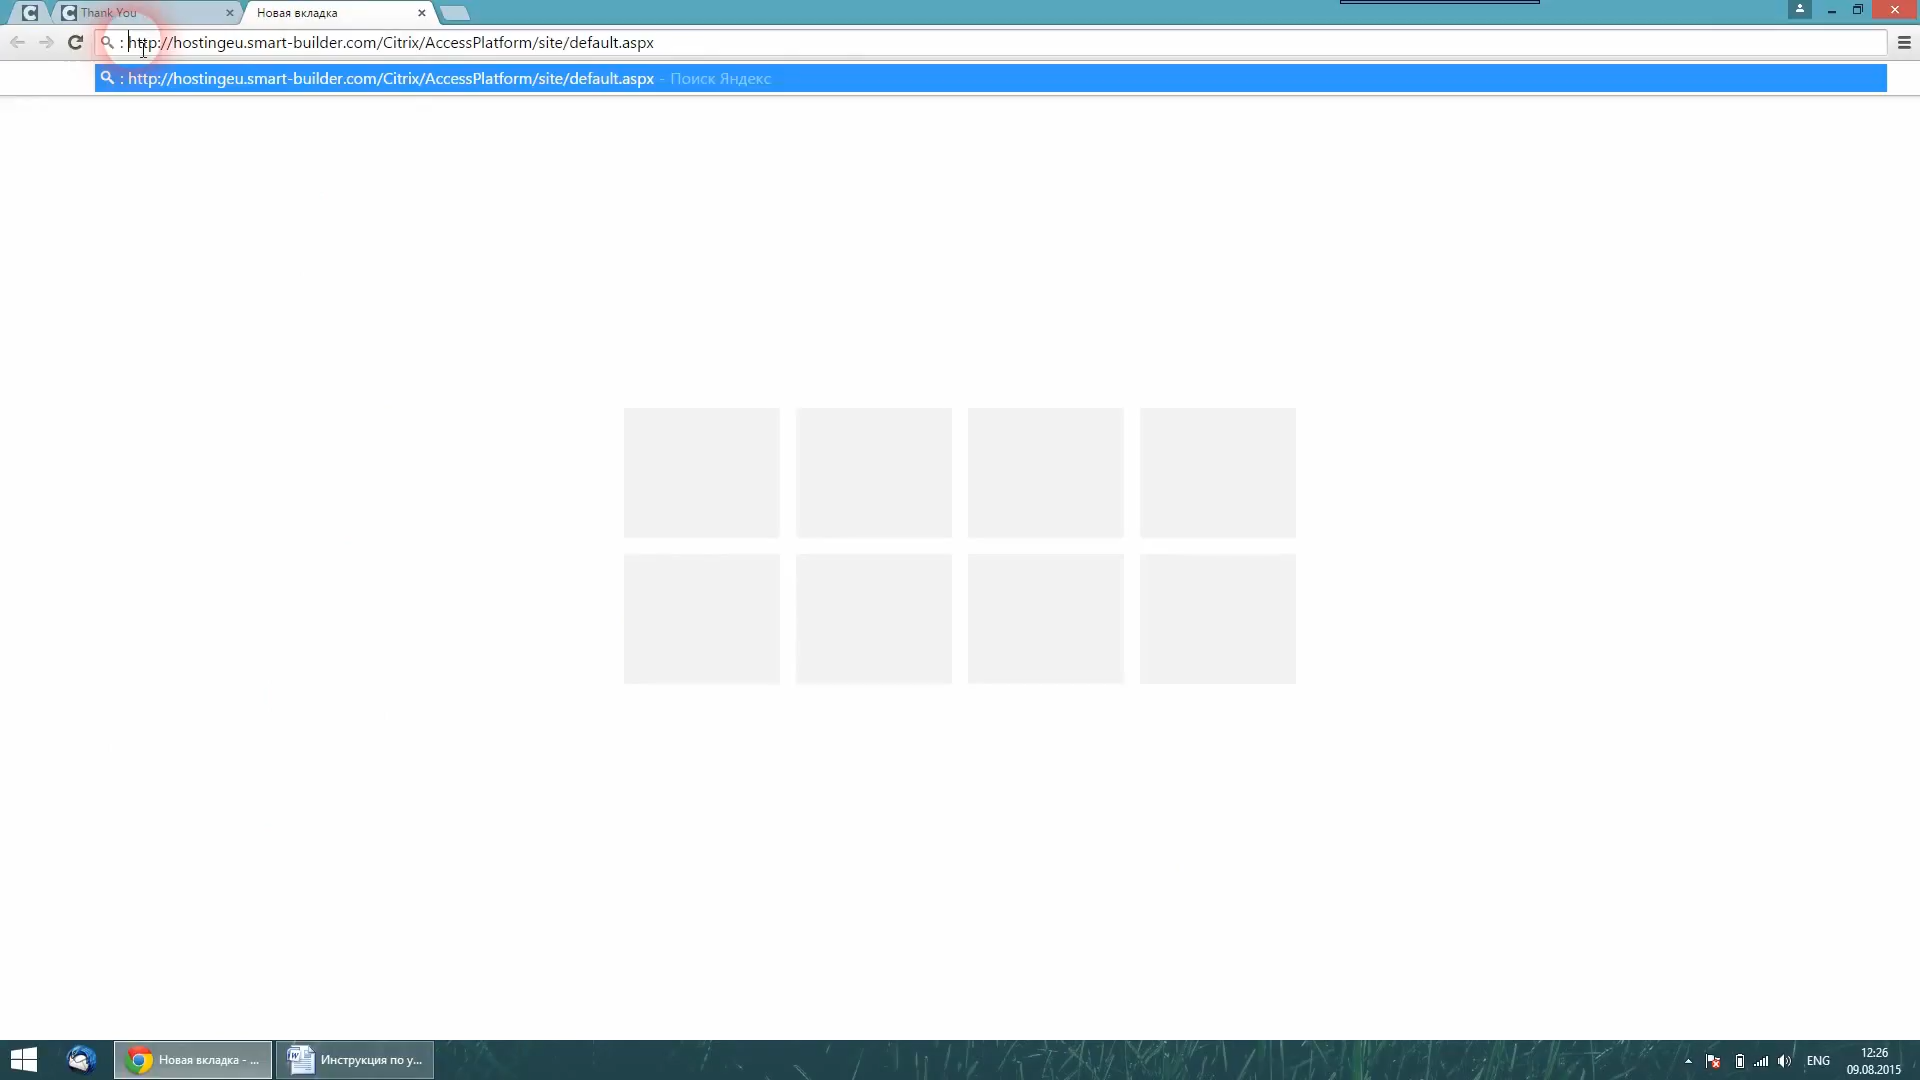 Thank You
Новая вкладка
: http://hostingeu.smart-builder.com/Citrix/AccessPlatform/site/default.aspx
: http://hostingeu.smart-builder.com/Citrix/AccessPlatform/site/default.aspx - Поиск Яндекс
Новая вкладка - ...
Инструкция по у...
ENG
12:26
09.08.2015